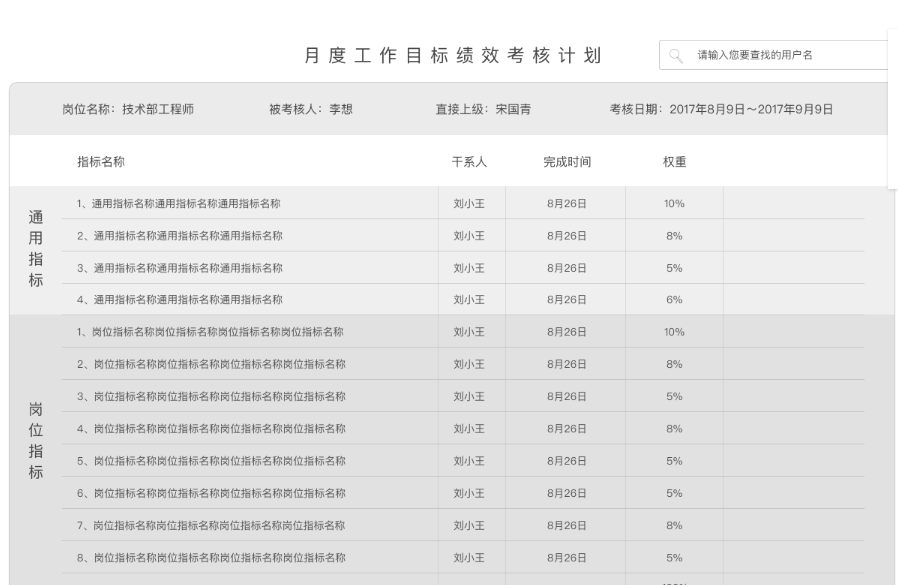 月度工作目标绩效考核计划
请输入您要查找的用户名
岗位名称：技术部工程师 被考核人：李想 直接上级：宋国青 考核日期：2017年8月9日～2017年9月9日
指标名称 干系人 完成时间 权重
通用指标
1、通用指标名称通用指标名称通用指标名称 刘小王 8月26日 10%
2、通用指标名称通用指标名称通用指标名称 刘小王 8月26日 8%
3、通用指标名称通用指标名称通用指标名称 刘小王 8月26日 5%
4、通用指标名称通用指标名称通用指标名称 刘小王 8月26日 6%
岗位指标
1、岗位指标名称岗位指标名称岗位指标名称岗位指标名称 刘小王 8月26日 10%
2、岗位指标名称岗位指标名称岗位指标名称岗位指标名称 刘小王 8月26日 8%
3、岗位指标名称岗位指标名称岗位指标名称岗位指标名称 刘小王 8月26日 5%
4、岗位指标名称岗位指标名称岗位指标名称岗位指标名称 刘小王 8月26日 8%
5、岗位指标名称岗位指标名称岗位指标名称岗位指标名称 刘小王 8月26日 5%
6、岗位指标名称岗位指标名称岗位指标名称岗位指标名称 刘小王 8月26日 5%
7、岗位指标名称岗位指标名称岗位指标名称岗位指标名称 刘小王 8月26日 8%
8、岗位指标名称岗位指标名称岗位指标名称岗位指标名称 刘小王 8月26日 5%